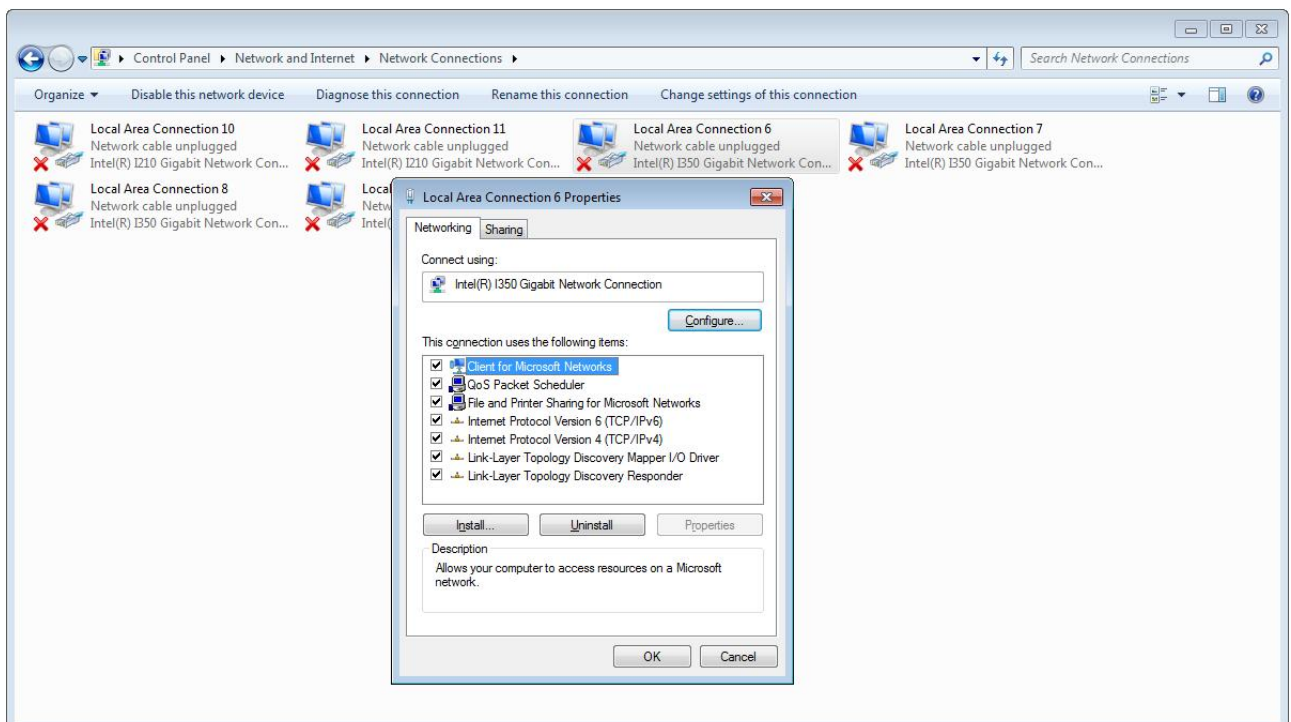 Control Panel ▸ Network and Internet ▸ Network Connections ▸
Search Network Connections
Organize ▾ Disable this network device Diagnose this connection Rename this connection Change settings of this connection
Local Area Connection 10
Network cable unplugged
Intel(R) I210 Gigabit Network Con...
Local Area Connection 11
Network cable unplugged
Intel(R) I210 Gigabit Network Con...
Local Area Connection 6
Network cable unplugged
Intel(R) I350 Gigabit Network Con...
Local Area Connection 7
Network cable unplugged
Intel(R) I350 Gigabit Network Con...
Local Area Connection 8
Network cable unplugged
Intel(R) I350 Gigabit Network Con...
Local
Netw
Intel(
Local Area Connection 6 Properties
Networking Sharing
Connect using:
Intel(R) I350 Gigabit Network Connection
Configure...
This connection uses the following items:
Client for Microsoft Networks
QoS Packet Scheduler
File and Printer Sharing for Microsoft Networks
Internet Protocol Version 6 (TCP/IPv6)
Internet Protocol Version 4 (TCP/IPv4)
Link-Layer Topology Discovery Mapper I/O Driver
Link-Layer Topology Discovery Responder
Install... Uninstall Properties
Description
Allows your computer to access resources on a Microsoft
network.
OK Cancel